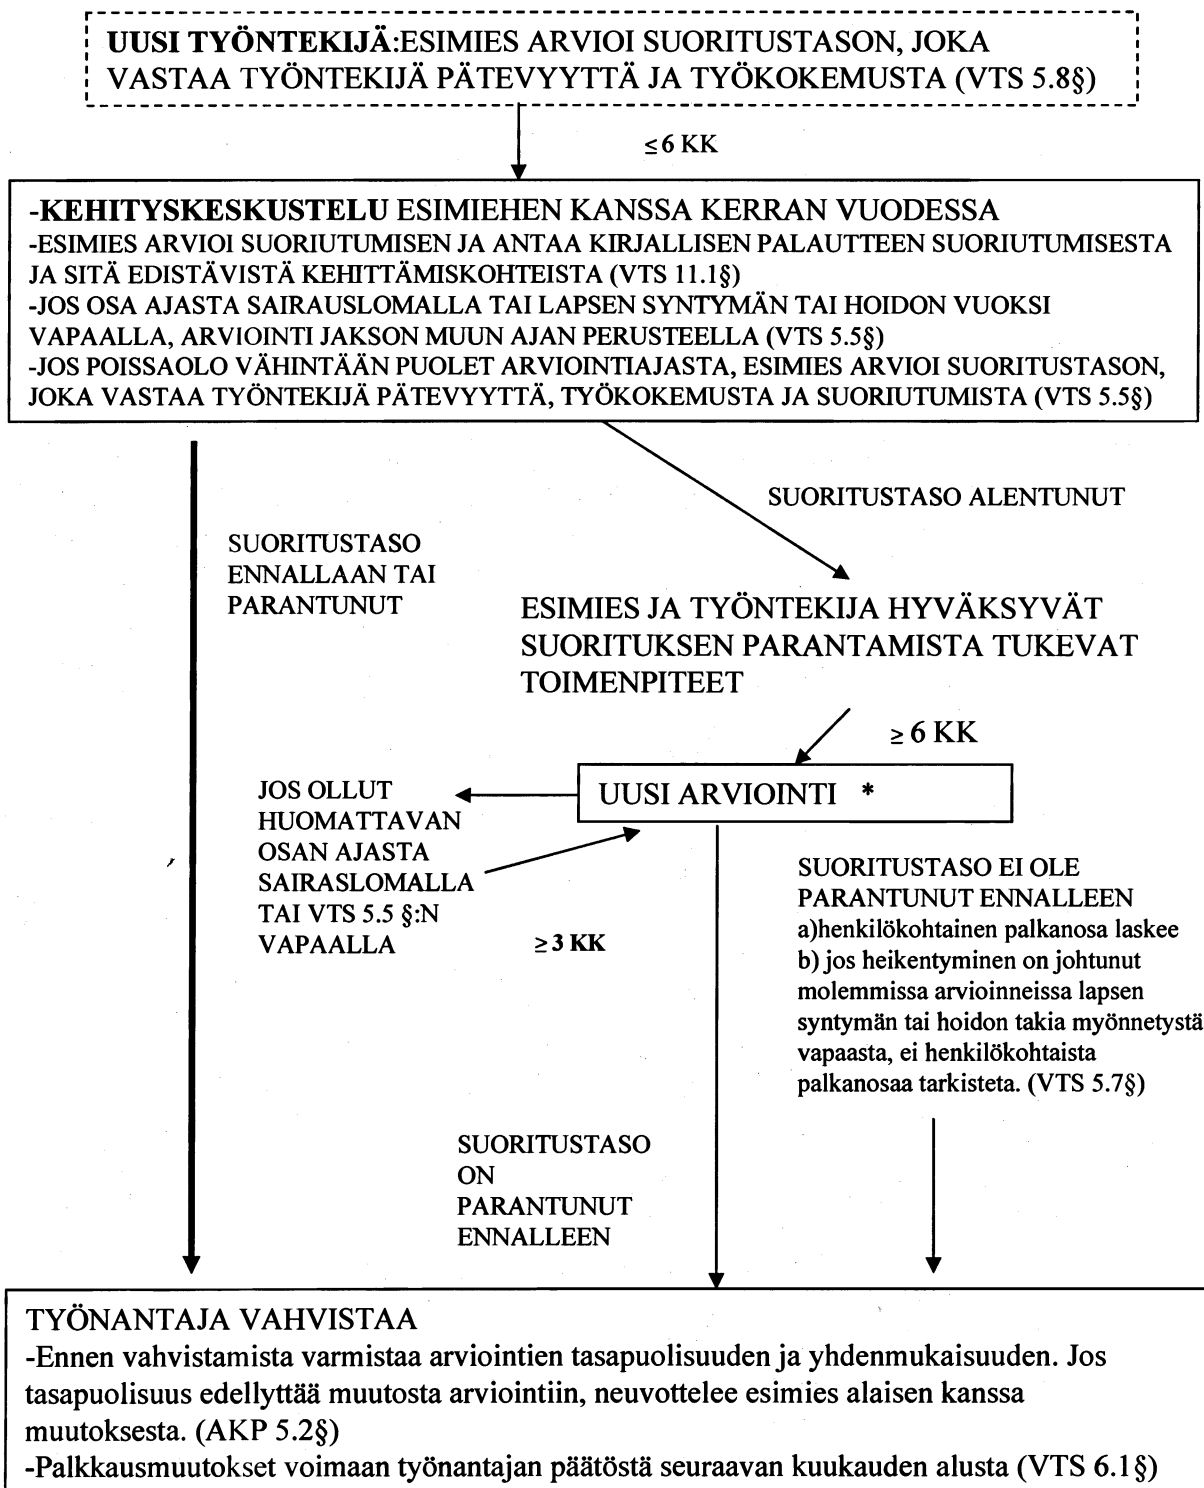 UUSI TYÖNTEKIJÄ:ESIMIES ARVIOI SUORITUSTASON, JOKA
VASTAA TYÖNTEKIJÄ PÄTEVYYTTÄ JA TYÖKOKEMUSTA (VTS 5.8§)
≤6 KK
-KEHITYSKESKUSTELU ESIMIEHEN KANSSA KERRAN VUODESSA
-ESIMIES ARVIOI SUORIUTUMISEN JA ANTAA KIRJALLISEN PALAUTTEEN SUORIUTUMISESTA
JA SITÄ EDISTÄVISTÄ KEHITTÄMISKOHTEISTA (VTS 11.1§)
-JOS OSA AJASTA SAIRAUSLOMALLA TAI LAPSEN SYNTYMÄN TAI HOIDON VUOKSI
VAPAALLA, ARVIOINTI JAKSON MUUN AJAN PERUSTEELLA (VTS 5.5§)
-JOS POISSAOLO VÄHINTÄÄN PUOLET ARVIOINTIAJASTA, ESIMIES ARVIOI SUORITUSTASON,
JOKA VASTAA TYÖNTEKIJÄ PÄTEVYYTTÄ, TYÖKOKEMUSTA JA SUORIUTUMISTA (VTS 5.5§)
SUORITUSTASO ALENTUNUT
SUORITUSTASO
ENNALLAAN TAI
PARANTUNUT
ESIMIES JA TYÖNTEKIJA HYVÄKSYVÄT
SUORITUKSEN PARANTAMISTA TUKEVAT
TOIMENPITEET
≥ 6 KK
UUSI ARVIOINTI *
JOS OLLUT
HUOMATTAVAN
OSAN AJASTA
SAIRASLOMALLA
TAI VTS 5.5 §:N
VAPAALLA
≥ 3 KK
SUORITUSTASO EI OLE
PARANTUNUT ENNALLEEN
a)henkilökohtainen palkanosa laskee
b) jos heikentyminen on johtunut
molemmissa arvioinneissa lapsen
syntymän tai hoidon takia myönnetystä
vapaasta, ei henkilökohtaista
palkanosaa tarkisteta. (VTS 5.7§)
SUORITUSTASO
ON
PARANTUNUT
ENNALLEEN
TYÖNANTAJA VAHVISTAA
-Ennen vahvistamista varmistaa arviointien tasapuolisuuden ja yhdenmukaisuuden. Jos
tasapuolisuus edellyttää muutosta arviointiin, neuvottelee esimies alaisen kanssa
muutoksesta. (AKP 5.2§)
-Palkkausmuutokset voimaan työnantajan päätöstä seuraavan kuukauden alusta (VTS 6.1§)